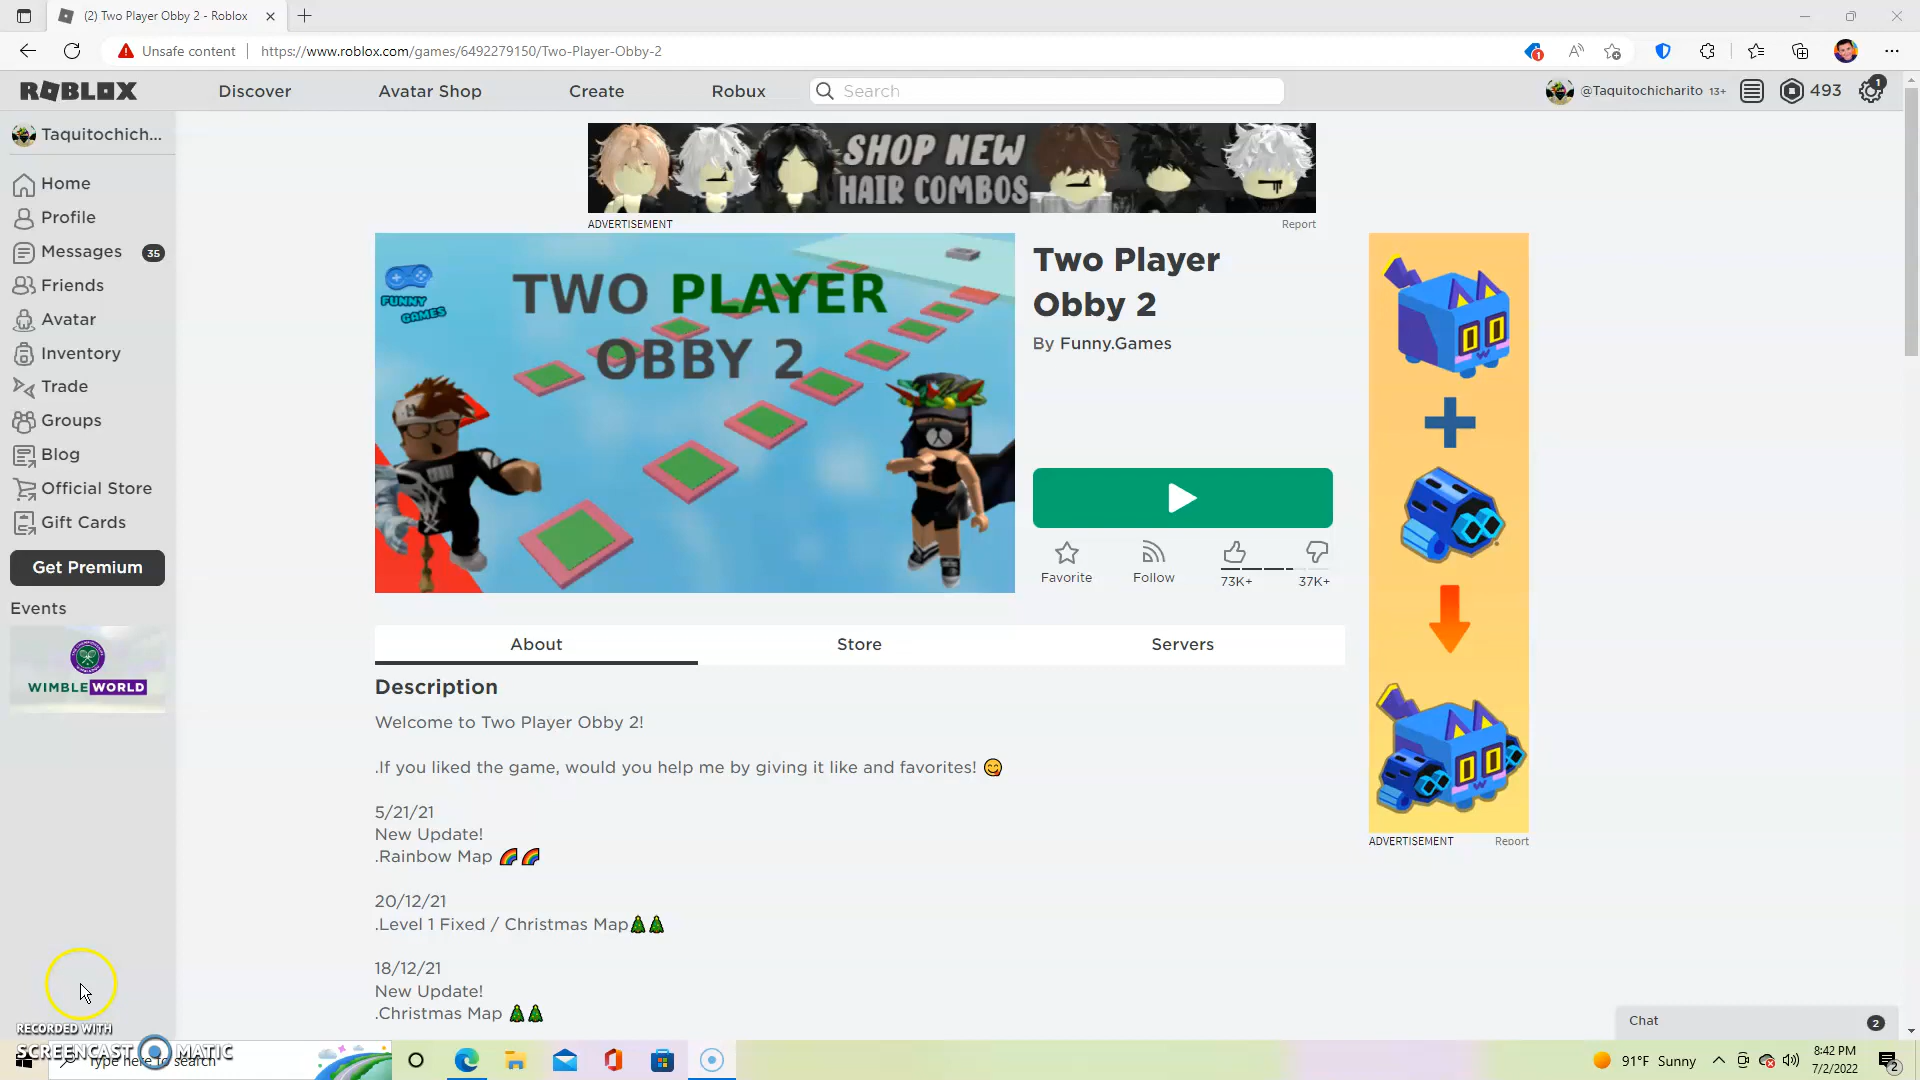 (2) Two Player Obby 2 - Roblox
Unsafe content
https://www.roblox.com/games/6492279150/Two-Player-Obby-2
ROBLOX
Discover
Avatar Shop
Create
Robux
Search
@Taquitochicharito 13+
493
1
Taquitochich...
Home
Profile
Messages 35
Friends
Avatar
Inventory
Trade
Groups
Blog
Official Store
Gift Cards
Get Premium
Events
WIMBLEWORLD
SHOP NEW
HAIR COMBOS
ADVERTISEMENT
Report
FUNNY
GAMES
TWO PLAYER
OBBY 2
Two Player
Obby 2
By Funny.Games
Favorite
Follow
73K+
37K+
About
Store
Servers
Description
Welcome to Two Player Obby 2!
.If you liked the game, would you help me by giving it like and favorites! 😋
5/21/21
New Update!
.Rainbow Map 🌈🌈
20/12/21
.Level 1 Fixed / Christmas Map🎄🎄
18/12/21
New Update!
.Christmas Map 🎄🎄
ADVERTISEMENT
Report
Chat
2
RECORDED WITH
SCREENCAST MATIC
Type here to search
91°F Sunny
8:42 PM
7/2/2022
2